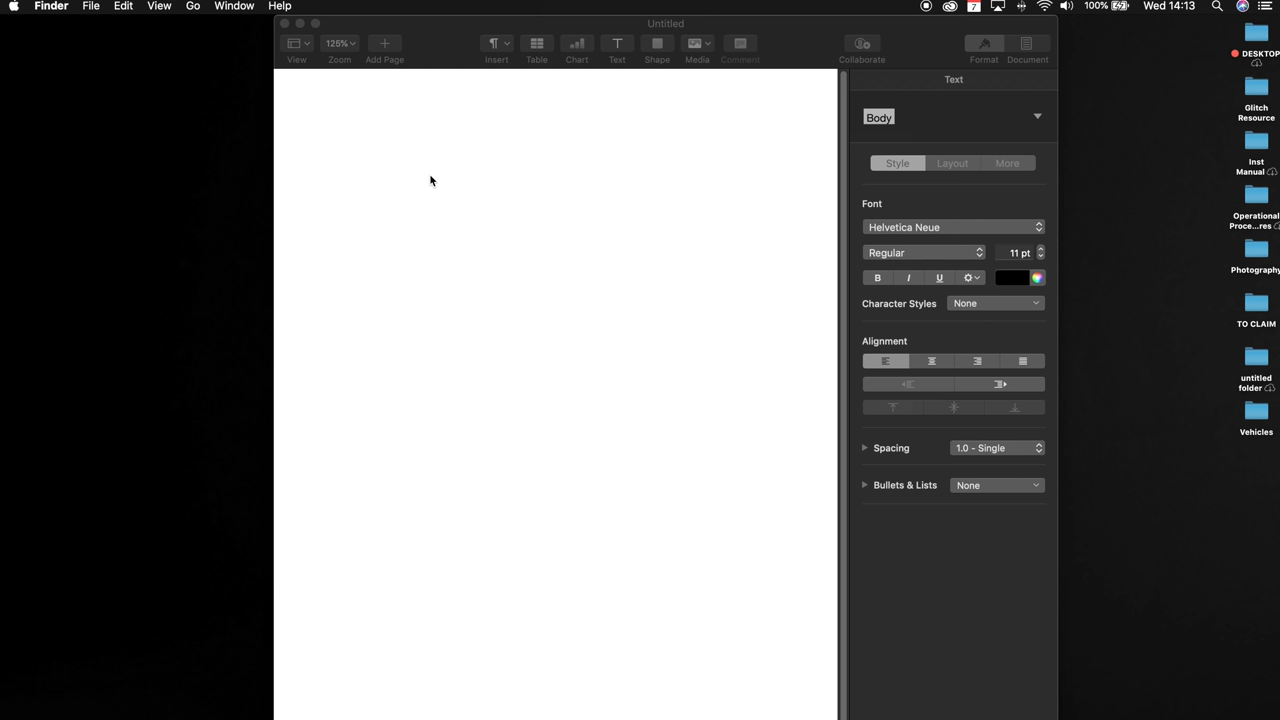 Finder File Edit View Go Window Help
7 100% Wed 14:13
Untitled
125%
View Zoom Add Page Insert Table Chart Text Shape Media Comment Collaborate Format Document
Text
Body
Style Layout More
Font
Helvetica Neue
Regular 11 pt
B I U
Character Styles None
Alignment
Spacing 1.0 - Single
Bullets & Lists None
DESKTOP
Glitch
Resource
Inst
Manual
Operational
Proce...res
Photography
TO CLAIM
untitled
folder
Vehicles